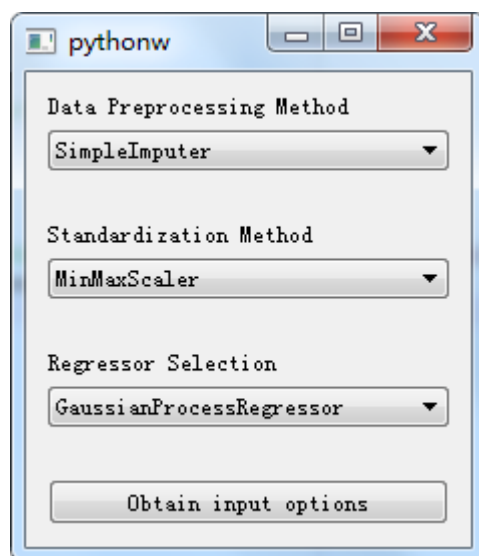 pythonw
Data Preprocessing Method
SimpleImputer
Standardization Method
MinMaxScaler
Regressor Selection
GaussianProcessRegressor
Obtain input options